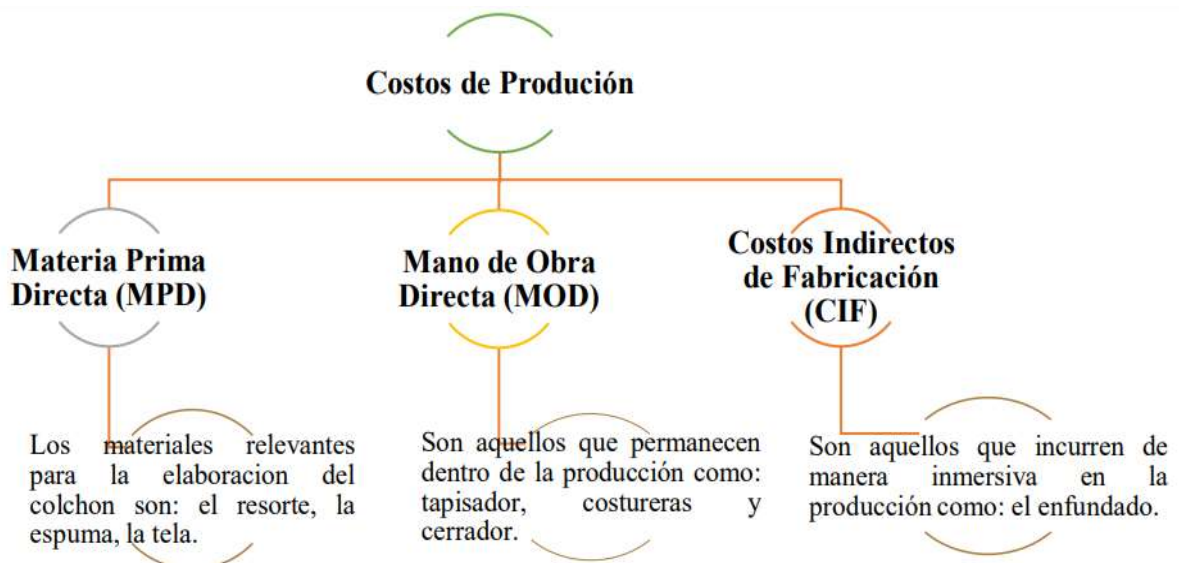 Costos de Produción
Materia Prima
Directa (MPD)
Mano de Obra
Directa (MOD)
Costos Indirectos
de Fabricación
(CIF)
Los materiales relevantes
para la elaboracion del
colchon son: el resorte, la
espuma, la tela.
Son aquellos que permanecen
dentro de la producción como:
tapisador, costureras y
cerrador.
Son aquellos que incurren de
manera inmersiva en la
producción como: el enfundado.